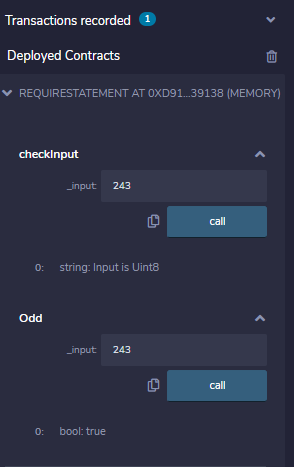 Transactions recorded 1
Deployed Contracts
REQUIRESTATEMENT AT 0XD91...39138 (MEMORY)
checkInput
_input: 243
call
0: string: Input is Uint8
Odd
_input: 243
call
0: bool: true